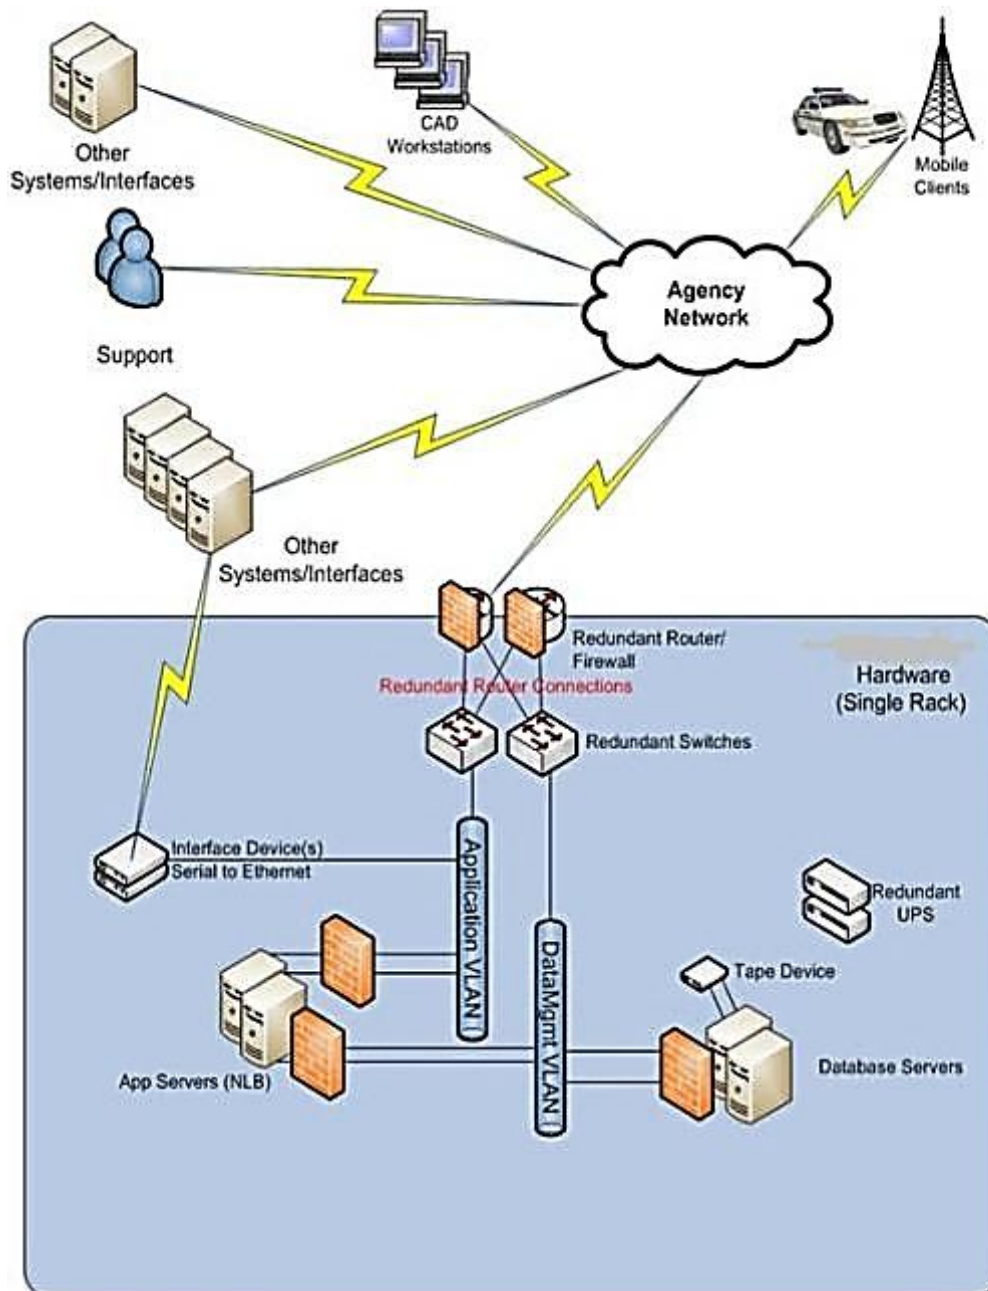 Other
Systems/Interfaces
CAD
Workstations
Mobile
Clients
Agency
Network
Support
Other
Systems/Interfaces
Redundant Router/
Firewall
Redundant Router Connections
Hardware
(Single Rack)
Redundant Switches
Interface Device(s)
Serial to Ethernet
Application VLAN
Redundant
UPS
DataMgmt VLAN
Tape Device
App Servers (NLB)
Database Servers